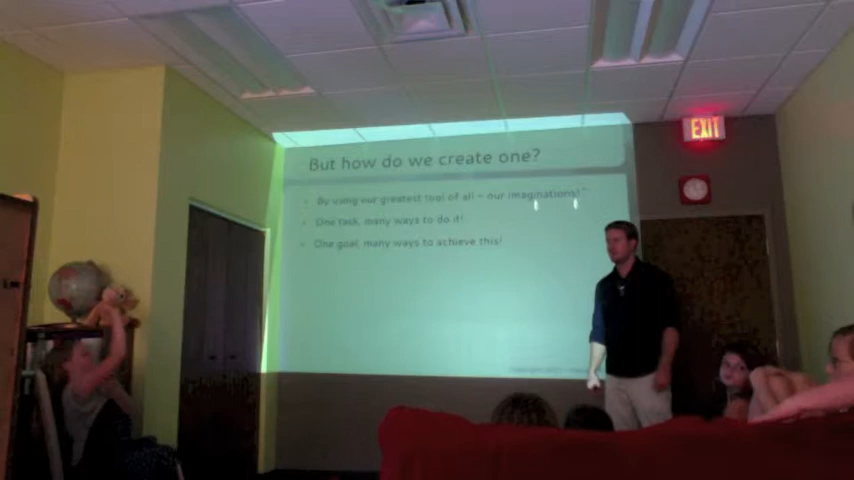 But how do we create one?
By using our greatest tool of all – our imaginations!
One task, many ways to do it!
One goal, many ways to achieve this!
EXIT